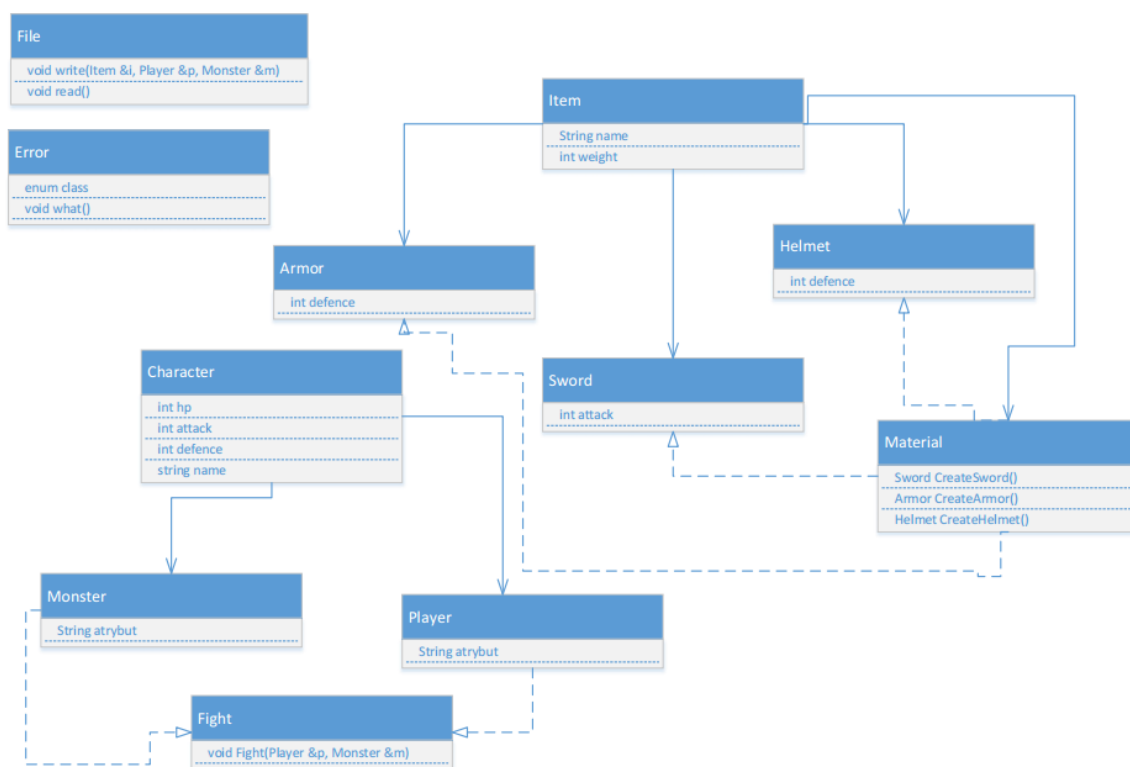 File
void write(Item &i, Player &p, Monster &m)
void read()
Error
enum class
void what()
Item
String name
int weight
Armor
int defence
Helmet
int defence
Character
int hp
int attack
int defence
string name
Sword
int attack
Material
Sword CreateSword()
Armor CreateArmor()
Helmet CreateHelmet()
Monster
String atrybut
Player
String atrybut
Fight
void Fight(Player &p, Monster &m)